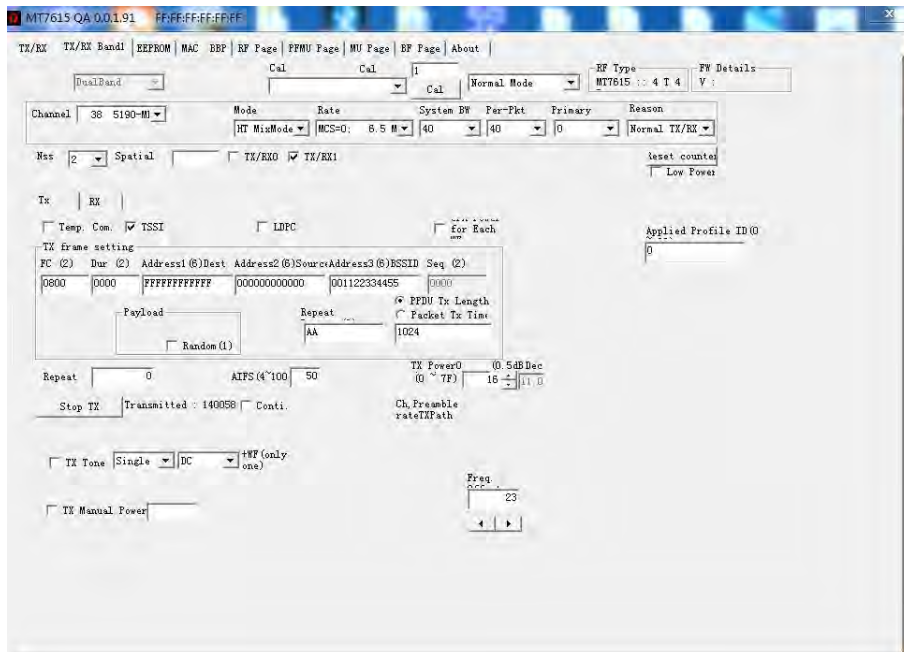 MT7615 QA 0.0.1.91 FF:FF:FF:FF:FF:FF X
TX/RX TX/RX Band1 EEPROM MAC BBP RF Page PFMU Page MU Page BF Page About
Cal Cal 1 RF Type FW Details
DualBand Cal Normal Mode MT7615 :: 4 T 4 V :
Mode Rate System BW Per-Pkt Primary Reason
Channel 38 5190-MH HT MixMode MCS=0: 6.5 M 40 40 0 Normal TX/RX
Nss 2 Spatial TX/RX0 TX/RX1 Reset counter
Low Power
Tx RX
Temp. Com. TSSI LDPC for Each Applied Profile ID(0
TX frame setting 0
FC (2) Dur (2) Address1(6)Dest Address2(6)Source Address3(6)BSSID Seq (2)
0800 0000 FFFFFFFFFFFF 000000000000 001122334455 0000
Payload Repeat PPDU Tx Length
Packet Tx Time
Random(1) AA 1024
TX Power0 (0.5dB Dec
Repeat 0 AIFS(4~100 50 (0 ~ 7F) 16 11.0
Stop TX Transmitted : 140058 Conti. Ch,Preamble
rateTXPath
TX Tone Single DC +WF(only
one)
Freq.
23
TX Manual Power